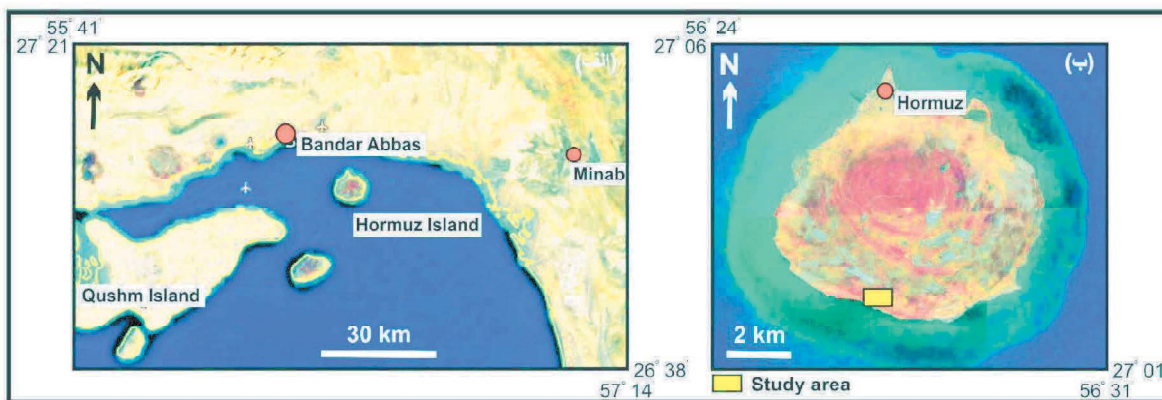 55° 41'
27° 21'
N
(الف)
Bandar Abbas
Minab
Hormuz Island
Qushm Island
30 km
26° 38'
57° 14'
56° 24'
27° 06'
N
(ب)
Hormuz
2 km
27° 01'
56° 31'
Study area